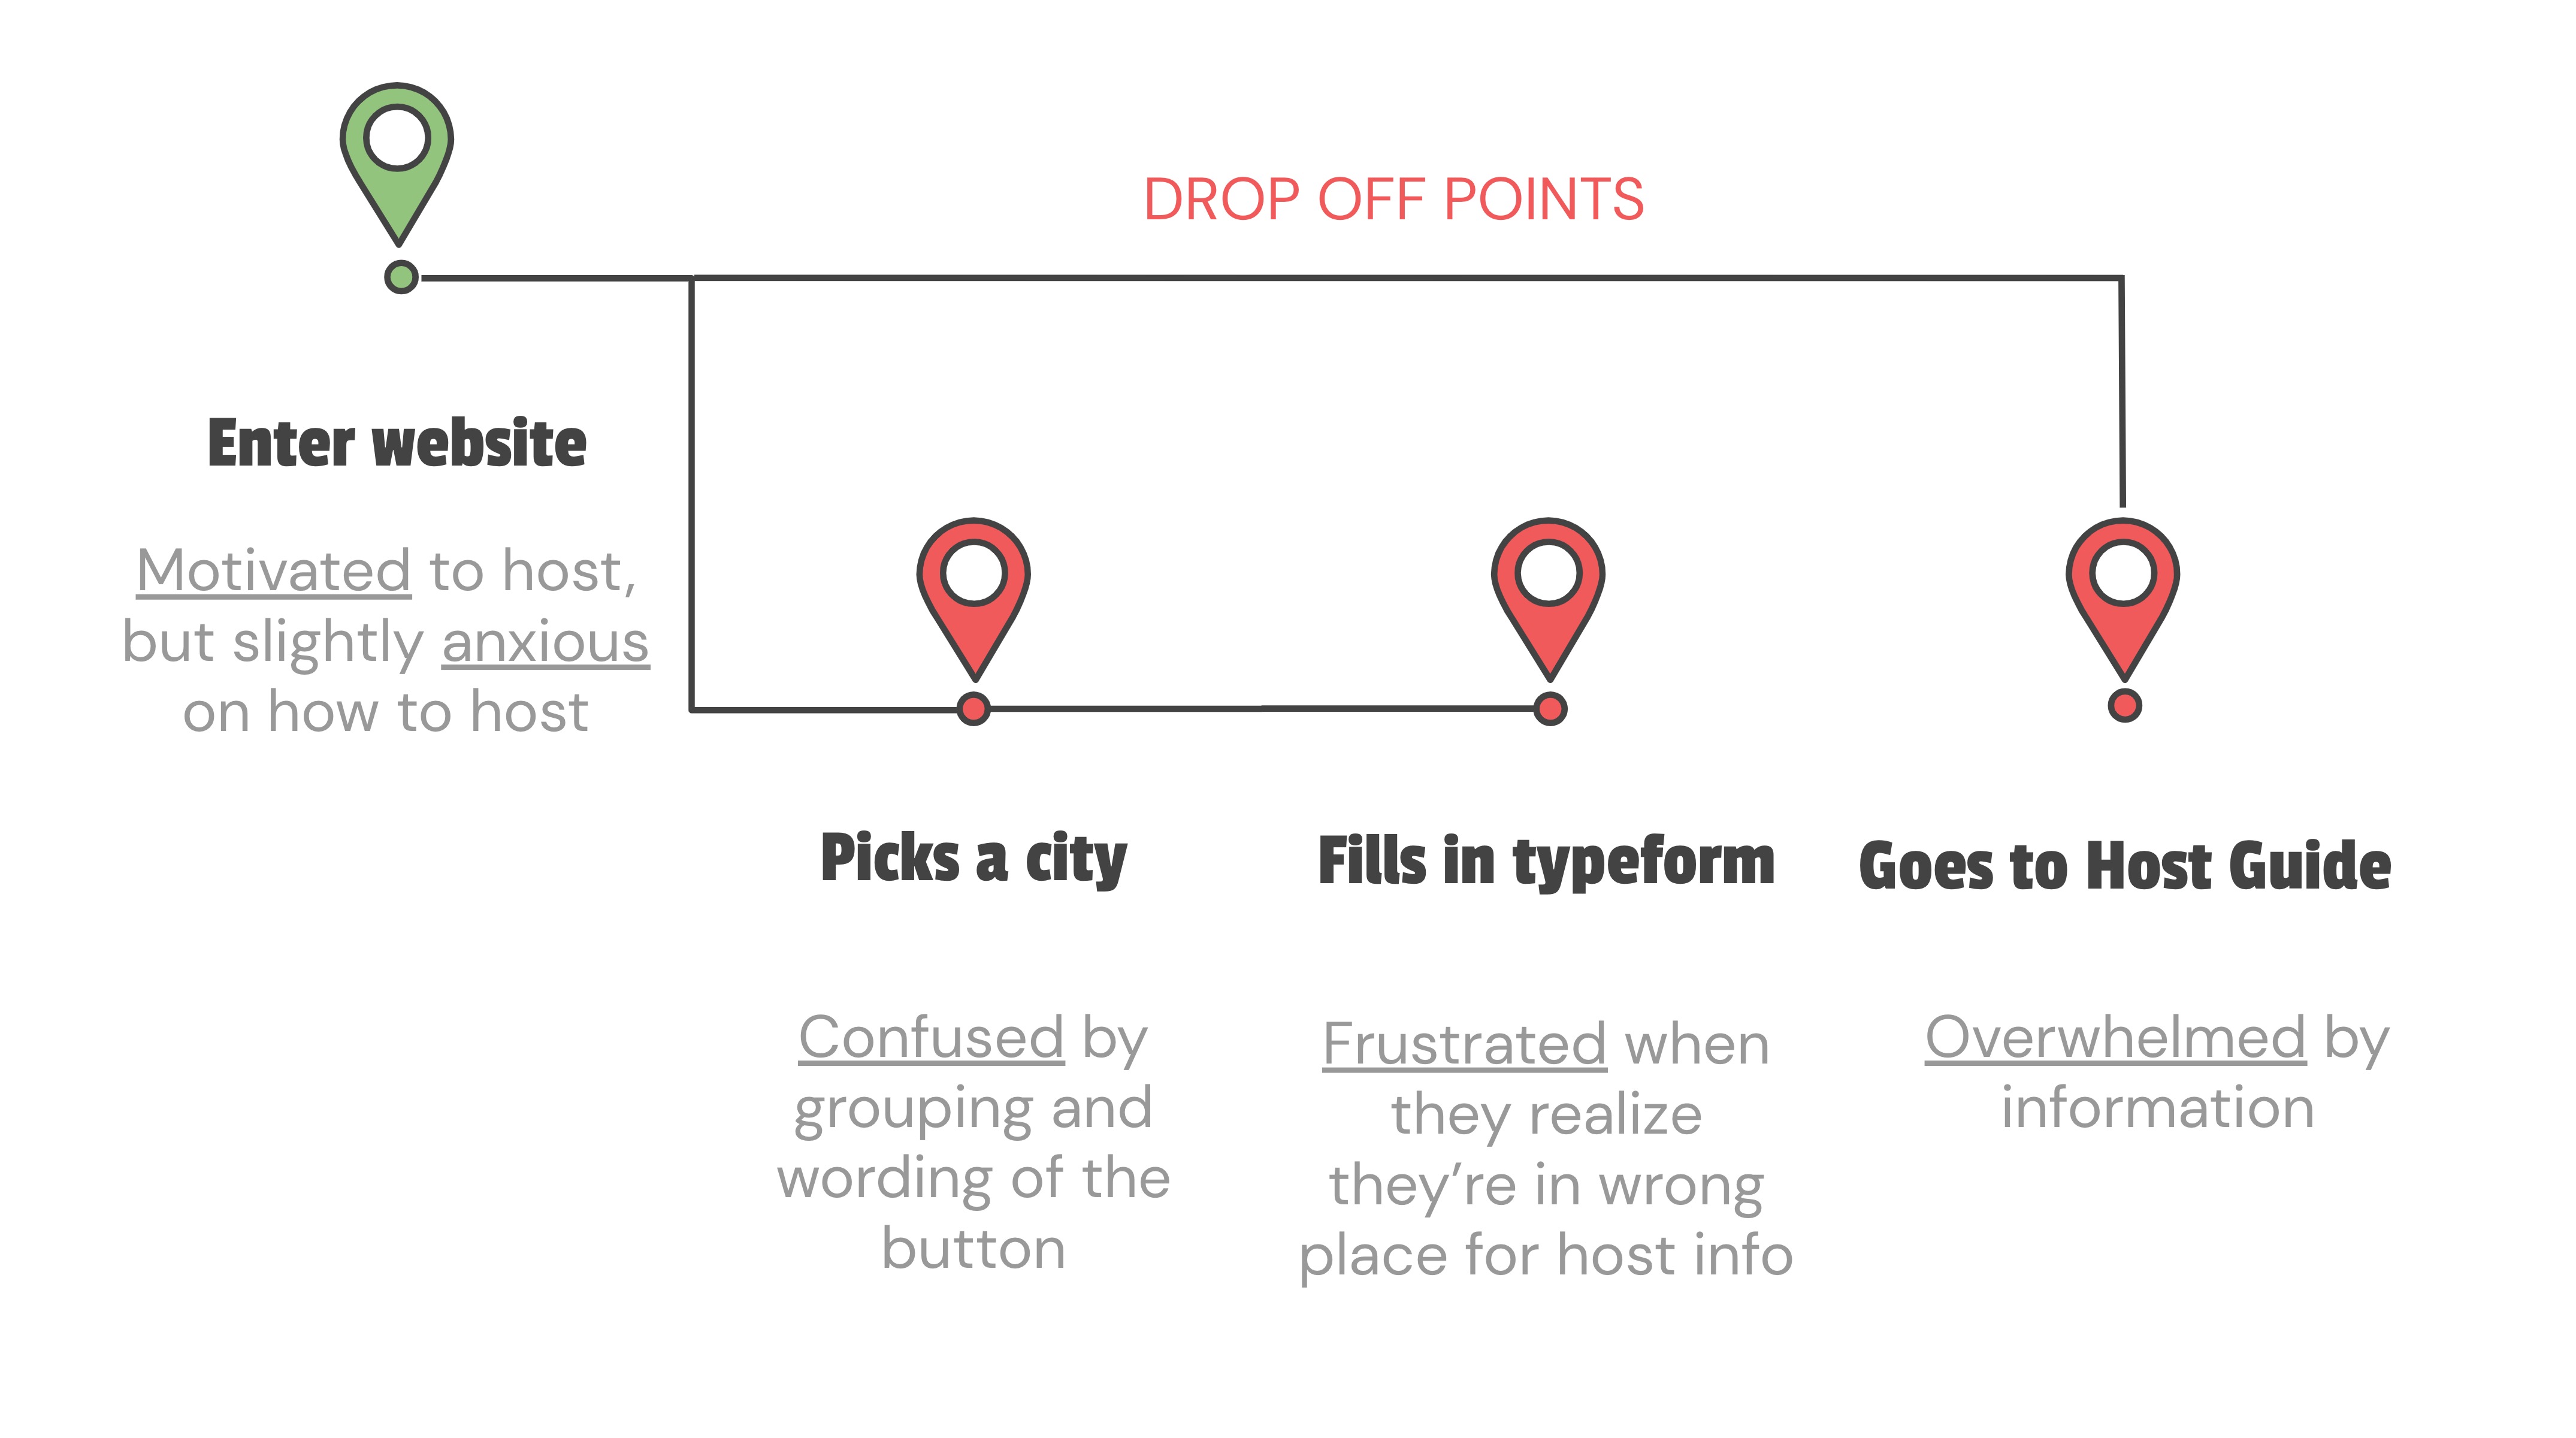 DROP OFF POINTS
Enter website
Motivated to host,
but slightly anxious
on how to host
Picks a city
Confused by
grouping and
wording of the
button
Fills in typeform
Frustrated when
they realize
they’re in wrong
place for host info
Goes to Host Guide
Overwhelmed by
information